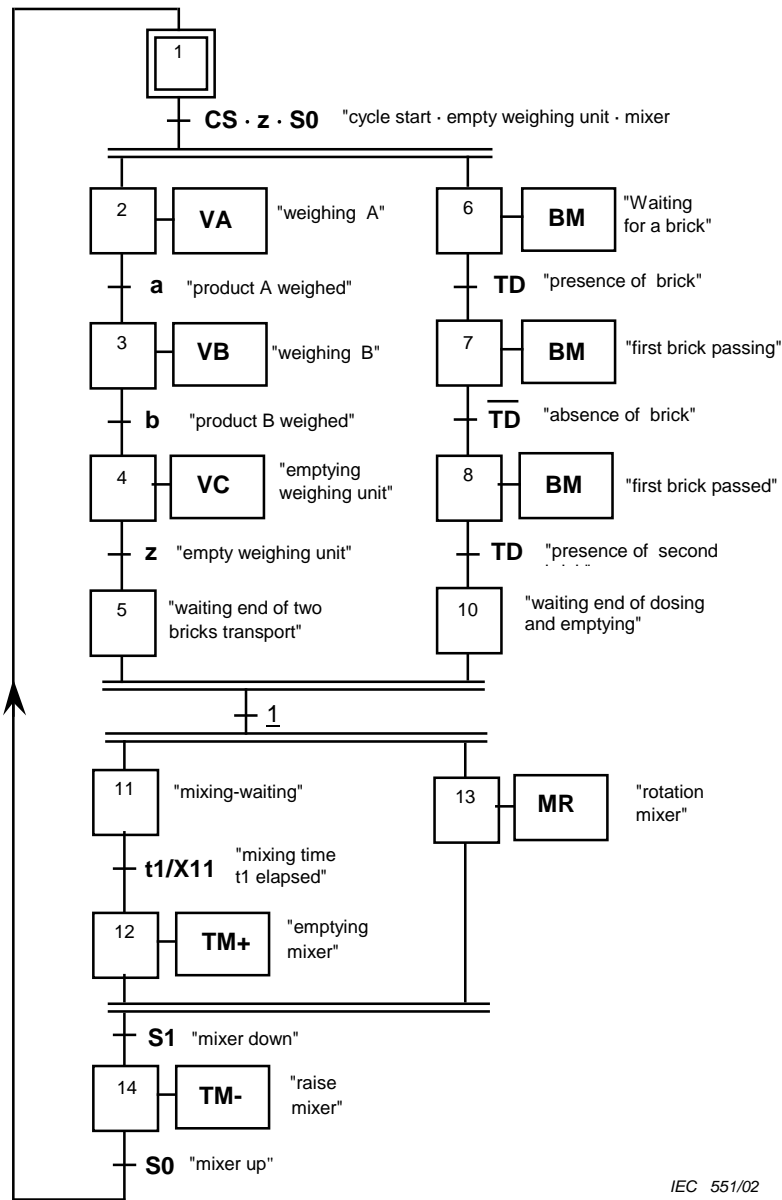 1
CS · z · S0 "cycle start · empty weighing unit · mixer
2 VA "weighing A"
6 BM "Waiting
for a brick"
a "product A weighed"
TD "presence of brick"
3 VB "weighing B"
7 BM "first brick passing"
b "product B weighed"
T̅D̅ "absence of brick"
4 VC "emptying
weighing unit"
8 BM "first brick passed"
z "empty weighing unit"
TD "presence of second
5 "waiting end of two
bricks transport"
10 "waiting end of dosing
and emptying"
1
11 "mixing-waiting"
13 MR "rotation
mixer"
t1/X11 "mixing time
t1 elapsed"
12 TM+ "emptying
mixer"
S1 "mixer down"
14 TM- "raise
mixer"
S0 "mixer up"
IEC 551/02